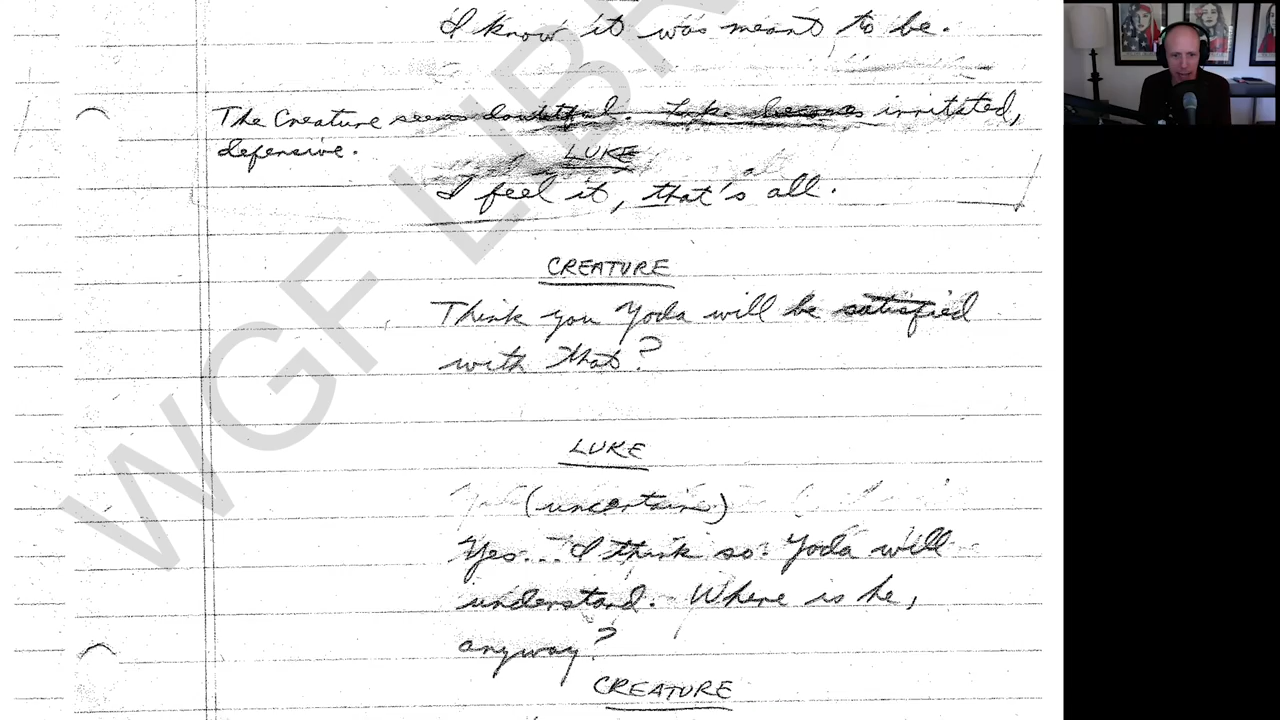 I know it was meant to be.
The Creature seems doubtful. Luke becomes irritated,
defensive.
LUKE
I feel it, that's all.
CREATURE
Think you Yoda will be satisfied
with that?
LUKE
(uncertain)
Yes... I think so. Yoda will
understand. Where is he,
anyway?
CREATURE
WGF LIBR